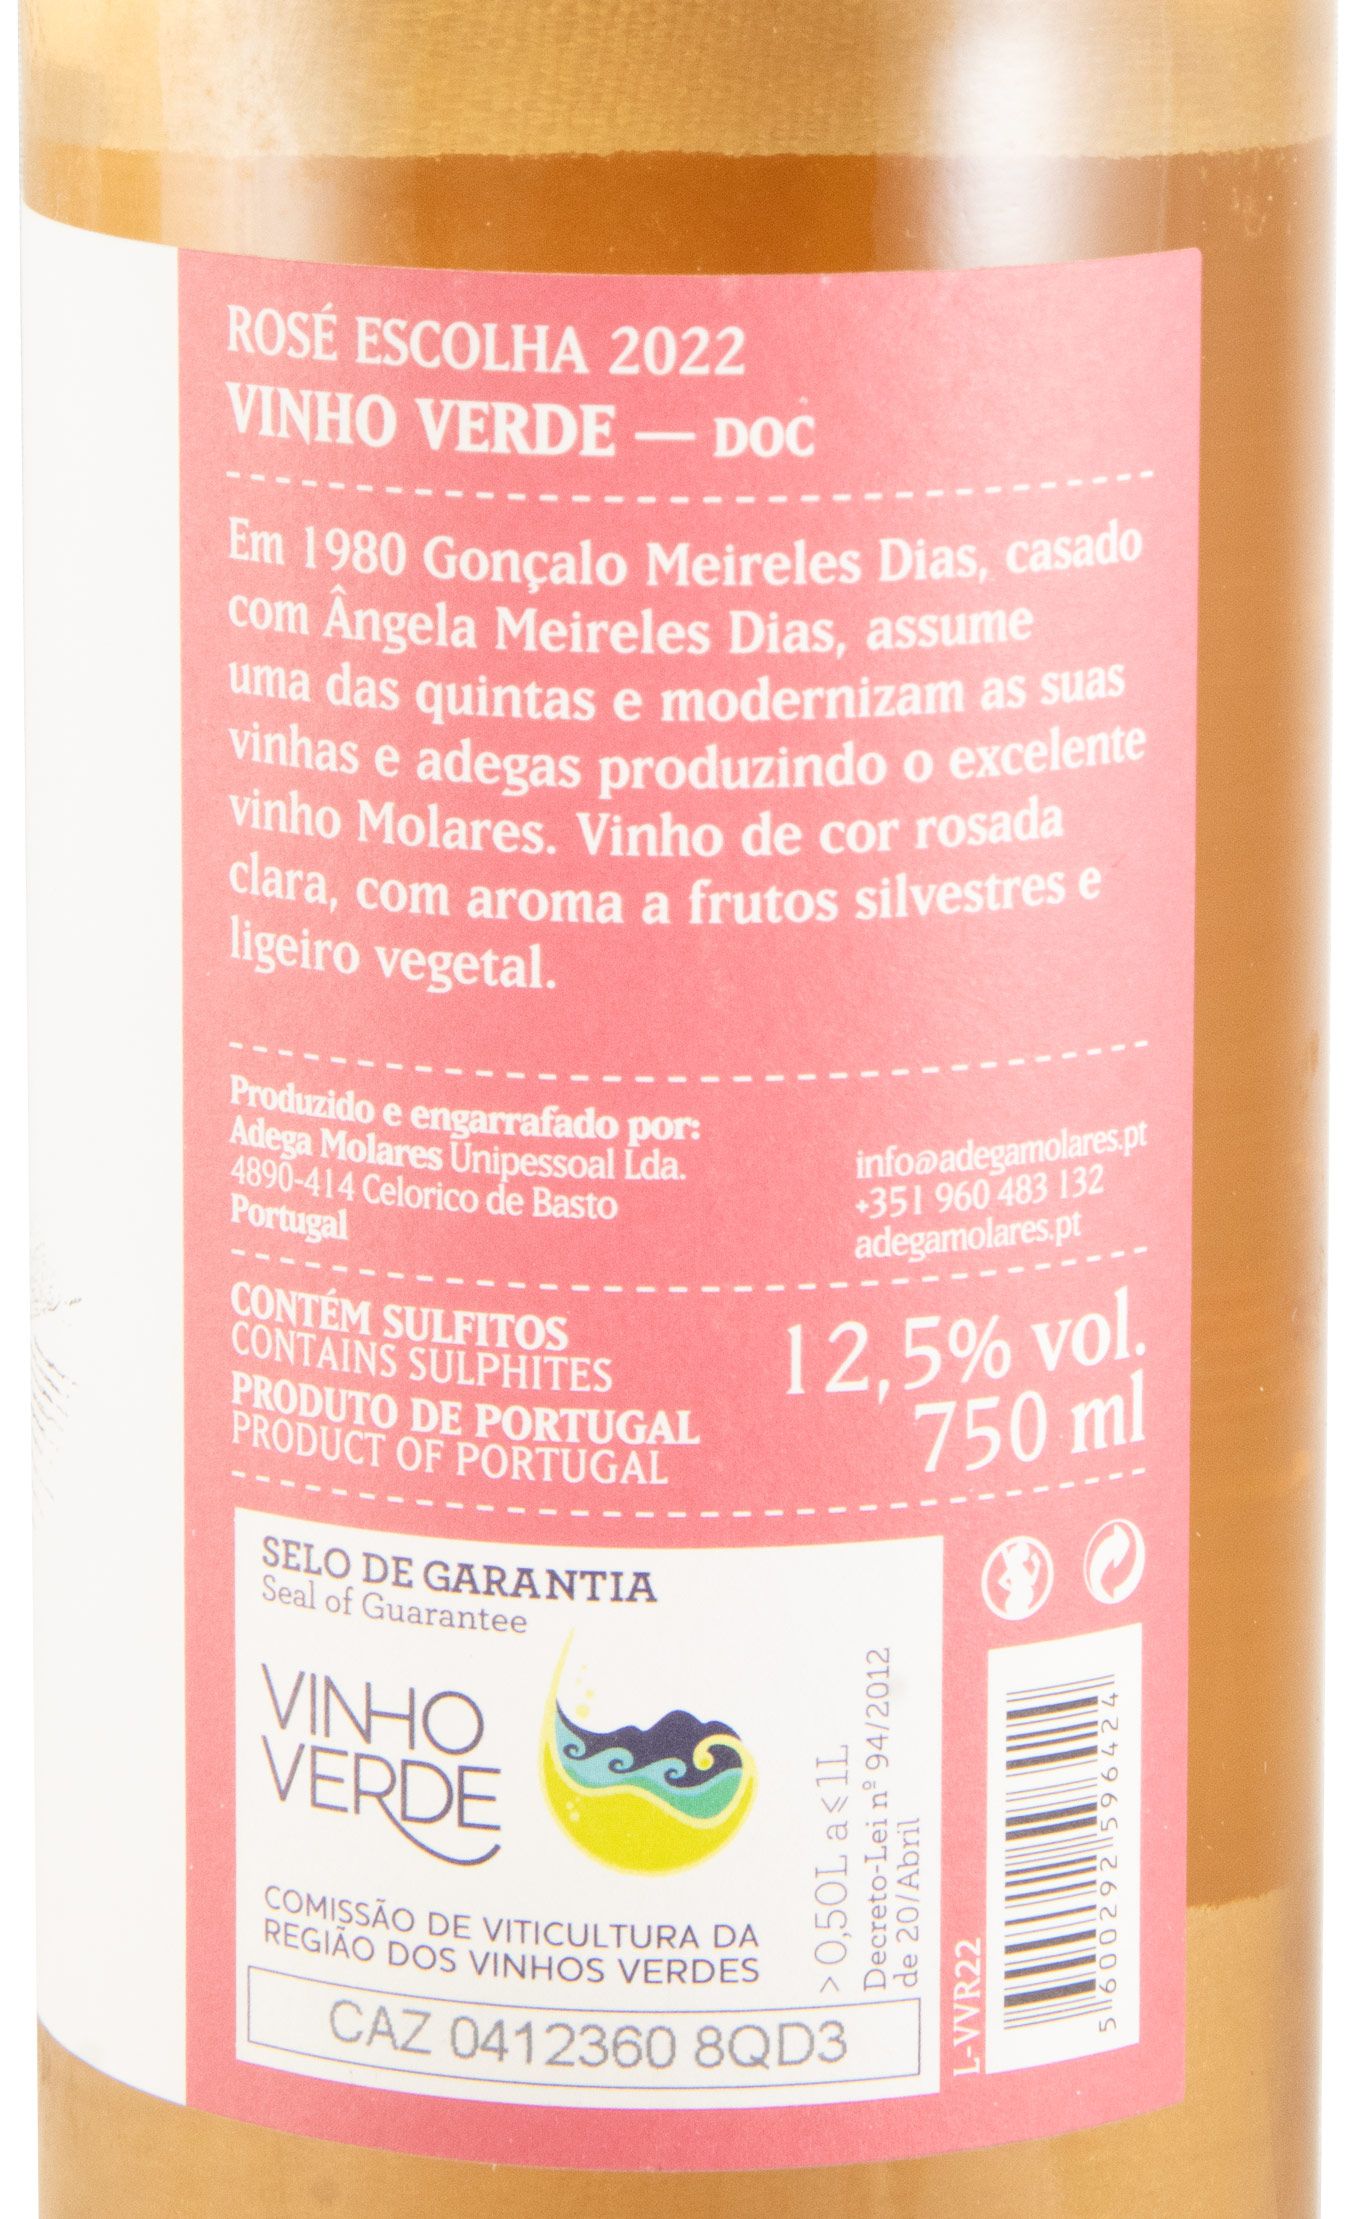 ROSÉ ESCOLHA 2022
VINHO VERDE — DOC
Em 1980 Gonçalo Meireles Dias, casado
com Ângela Meireles Dias, assume
uma das quintas e modernizam as suas
vinhas e adegas produzindo o excelente
vinho Molares. Vinho de cor rosada
clara, com aroma a frutos silvestres e
ligeiro vegetal.
Produzido e engarrafado por:
Adega Molares Unipessoal Lda.
4890-414 Celorico de Basto
Portugal
info@adegamolares.pt
+351 960 483 132
adegamolares.pt
CONTÉM SULFITOS
CONTAINS SULPHITES
PRODUTO DE PORTUGAL
PRODUCT OF PORTUGAL
12,5% vol.
750 ml
SELO DE GARANTIA
Seal of Guarantee
VINHO
VERDE
COMISSÃO DE VITICULTURA DA
REGIÃO DOS VINHOS VERDES
> 0,50L a ⩽ 1L
Decreto-Lei nº 94/2012
de 20/Abril
CAZ 0412360 8QD3
L-VVR22
5 600292 596424